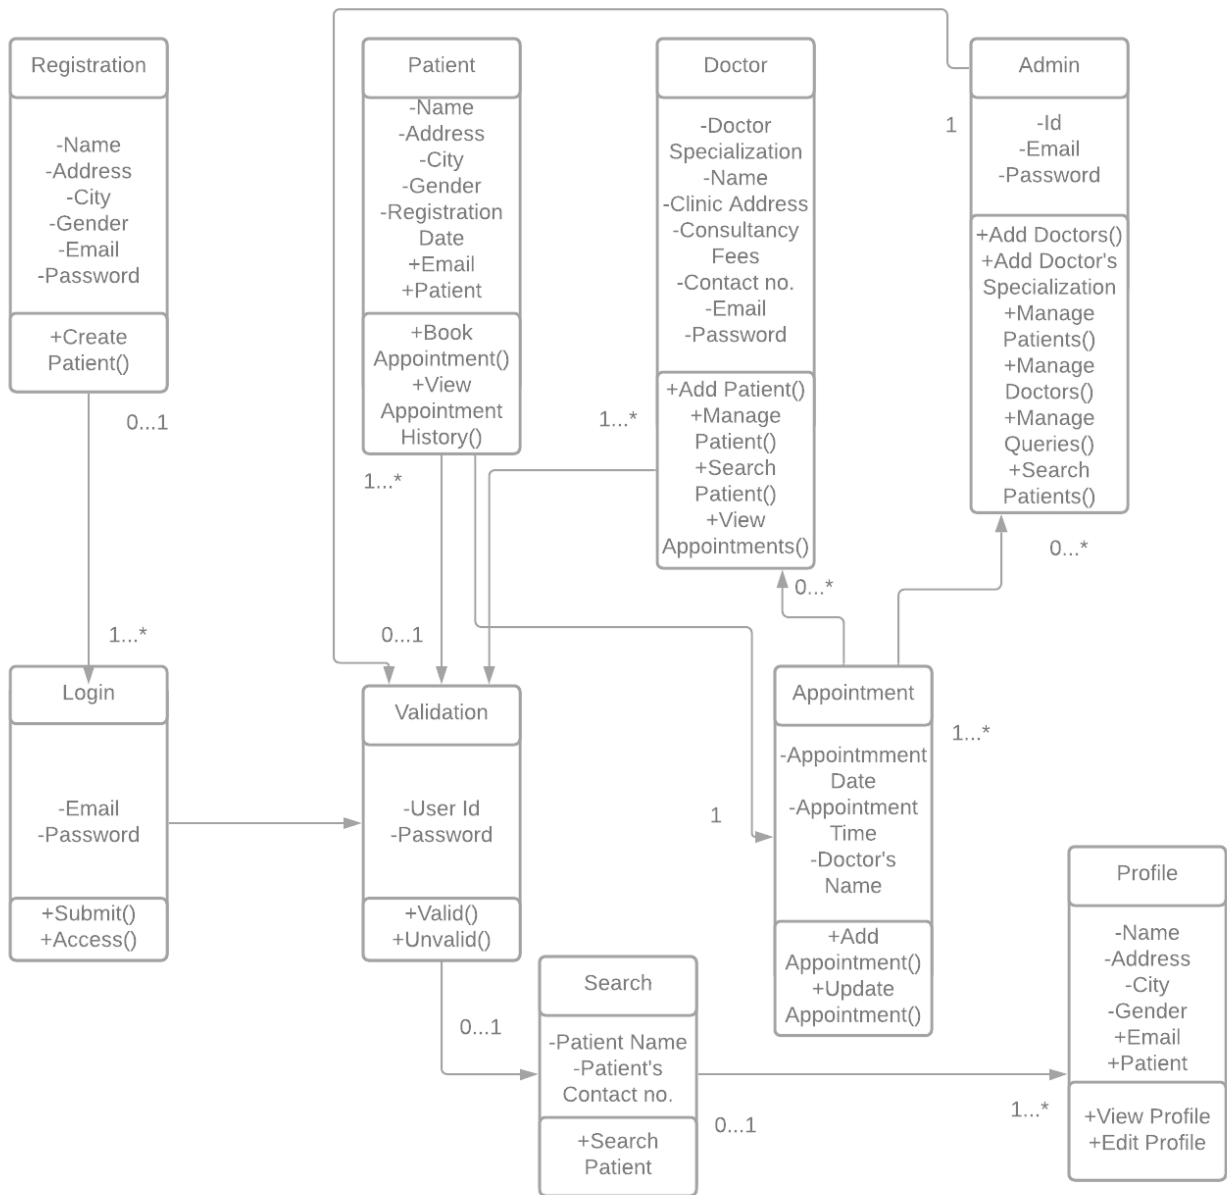 Registration
-Name
-Address
-City
-Gender
-Email
-Password
+Create
Patient()
0...1
Patient
-Name
-Address
-City
-Gender
-Registration
Date
+Email
+Patient
+Book
Appointment()
+View
Appointment
History()
1...*
Doctor
-Doctor
Specialization
-Name
-Clinic Address
-Consultancy
Fees
-Contact no.
-Email
-Password
+Add Patient()
+Manage
Patient()
+Search
Patient()
+View
Appointments()
1...*
0...*
Admin
1
-Id
-Email
-Password
+Add Doctors()
+Add Doctor's
Specialization
+Manage
Patients()
+Manage
Doctors()
+Manage
Queries()
+Search
Patients()
0...*
1...*
Login
-Email
-Password
+Submit()
+Access()
0...1
Validation
-User Id
-Password
+Valid()
+Unvalid()
0...1
Appointment
1...*
-Appointmment
Date
-Appointment
Time
-Doctor's
Name
1
+Add
Appointment()
+Update
Appointment()
Search
-Patient Name
-Patient's
Contact no.
+Search
Patient
0...1
1...*
Profile
-Name
-Address
-City
-Gender
+Email
+Patient
+View Profile
+Edit Profile